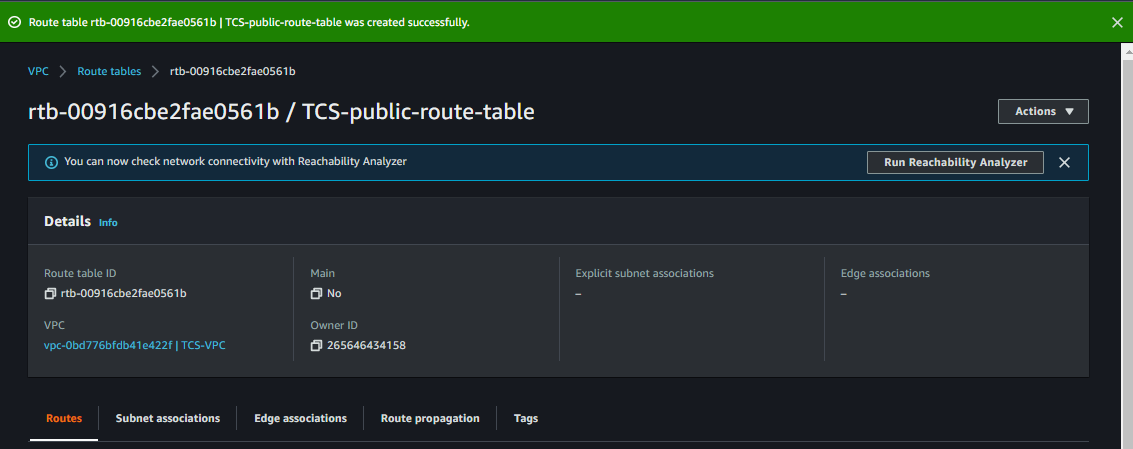 Route table rtb-00916cbe2fae0561b | TCS-public-route-table was created successfully.
VPC > Route tables > rtb-00916cbe2fae0561b
rtb-00916cbe2fae0561b / TCS-public-route-table
Actions
You can now check network connectivity with Reachability Analyzer
Run Reachability Analyzer
Details Info
Route table ID
rtb-00916cbe2fae0561b
Main
No
Explicit subnet associations
–
Edge associations
–
VPC
vpc-0bd776bfdb41e422f | TCS-VPC
Owner ID
265646434158
Routes
Subnet associations
Edge associations
Route propagation
Tags